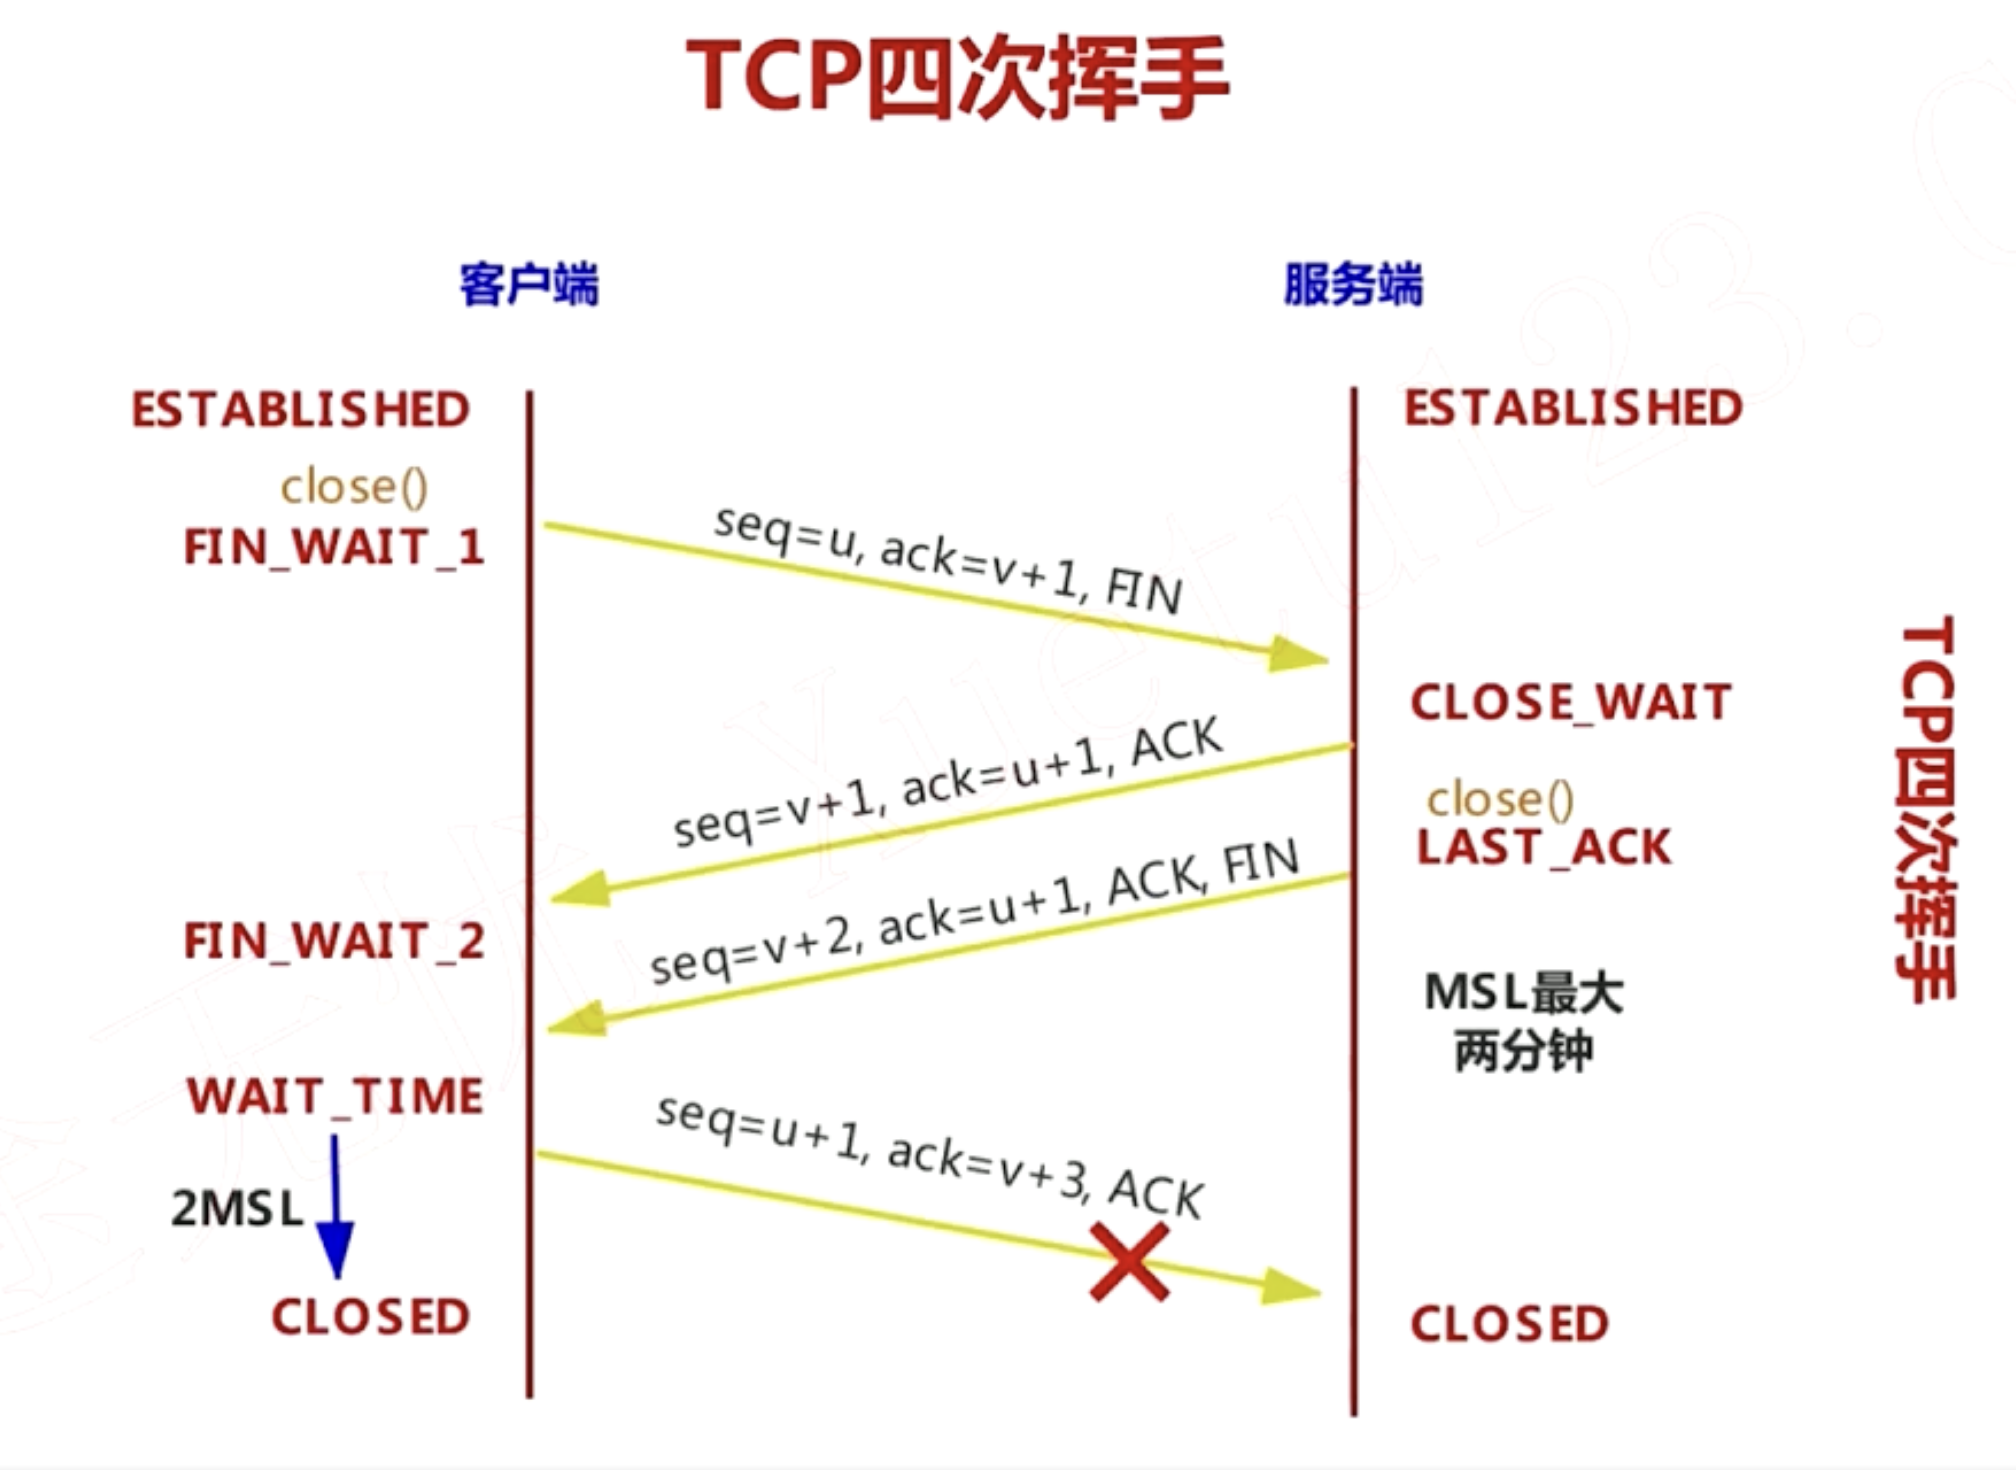 TCP四次挥手
客户端
服务端
ESTABLISHED
ESTABLISHED
close()
FIN_WAIT_1
seq=u, ack=v+1, FIN
CLOSE_WAIT
seq=v+1, ack=u+1, ACK
close()
LAST_ACK
seq=v+2, ack=u+1, ACK, FIN
FIN_WAIT_2
MSL最大
两分钟
WAIT_TIME
seq=u+1, ack=v+3, ACK
2MSL
CLOSED
CLOSED
TCP四次挥手